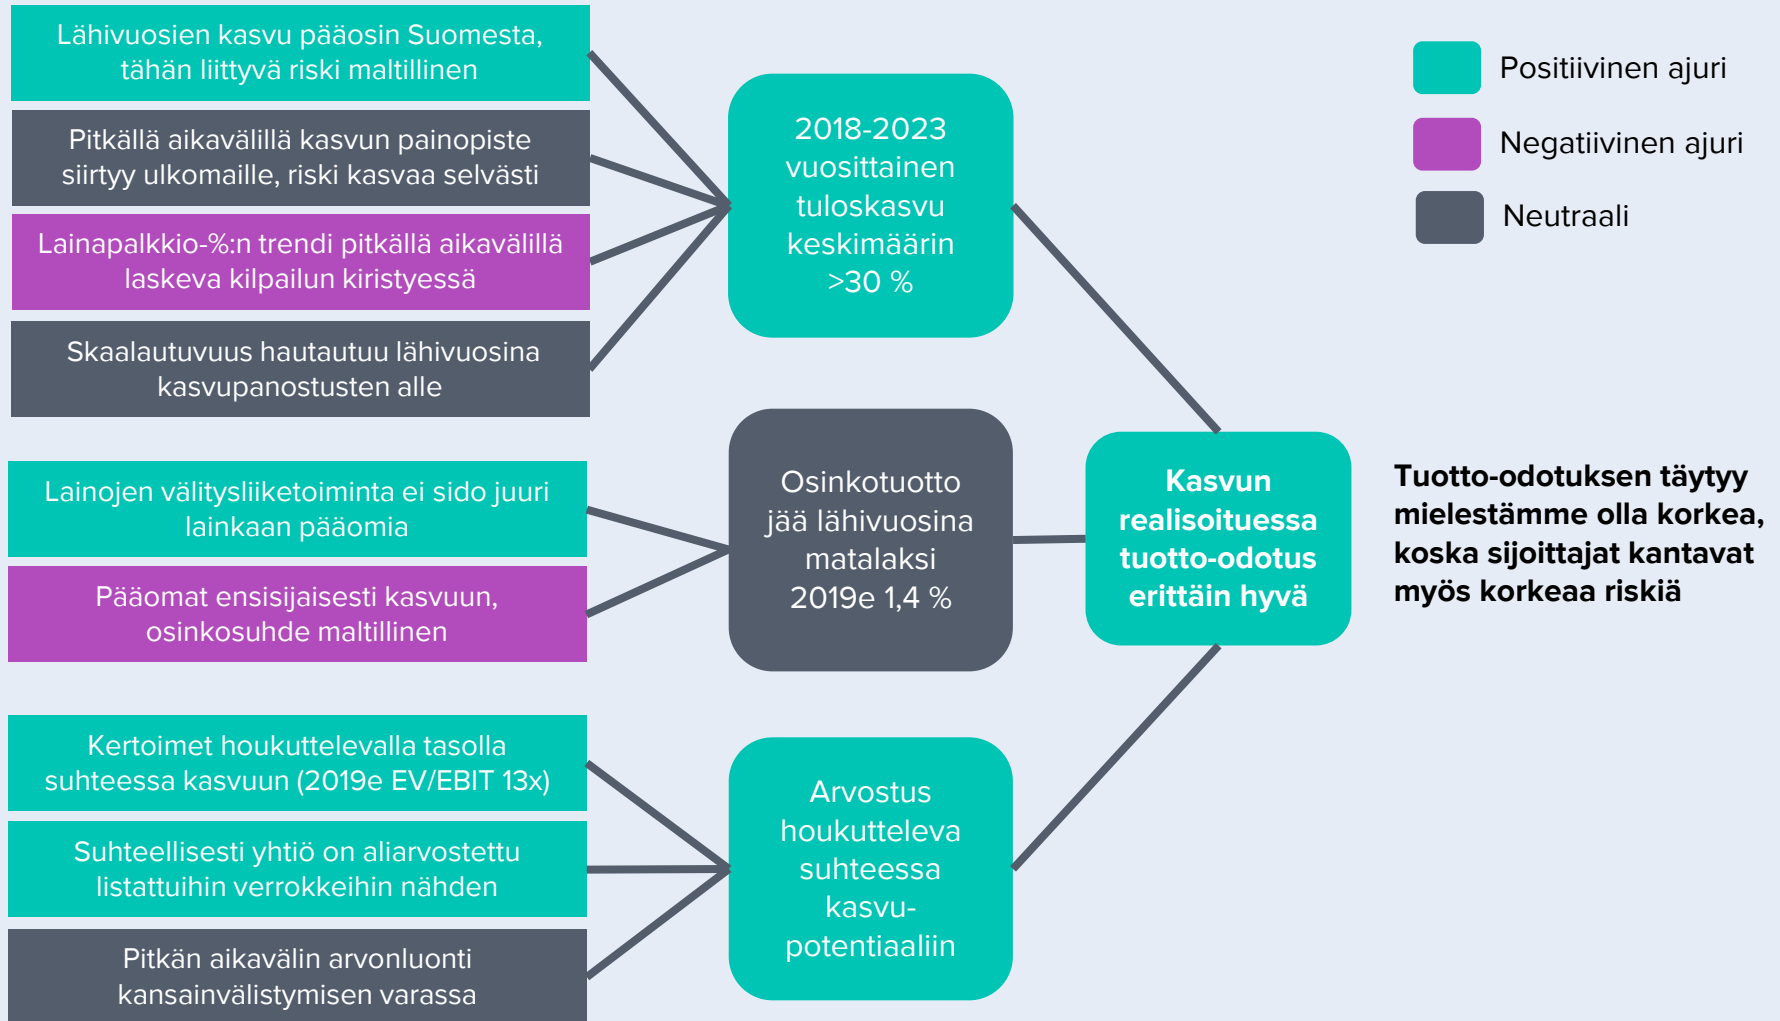 Lähivuosien kasvu pääosin Suomesta,
tähän liittyvä riski maltillinen
Pitkällä aikavälillä kasvun painopiste
siirtyy ulkomaille, riski kasvaa selvästi
Lainapalkkio-%:n trendi pitkällä aikavälillä
laskeva kilpailun kiristyessä
Skaalautuvuus hautautuu lähivuosina
kasvupanostusten alle
Lainojen välitysliiketoiminta ei sido juuri
lainkaan pääomia
Pääomat ensisijaisesti kasvuun,
osinkosuhde maltillinen
Kertoimet houkuttelevalla tasolla
suhteessa kasvuun (2019e EV/EBIT 13x)
Suhteellisesti yhtiö on aliarvostettu
listattuihin verrokkeihin nähden
Pitkän aikavälin arvonluonti
kansainvälistymisen varassa
2018-2023
vuosittainen
tuloskasvu
keskimäärin
>30 %
Osinkotuotto
jää lähivuosina
matalaksi
2019e 1,4 %
Arvostus
houkutteleva
suhteessa
kasvu-
potentiaaliin
Kasvun
realisoituessa
tuotto-odotus
erittäin hyvä
Positiivinen ajuri
Negatiivinen ajuri
Neutraali
Tuotto-odotuksen täytyy
mielestämme olla korkea,
koska sijoittajat kantavat
myös korkeaa riskiä